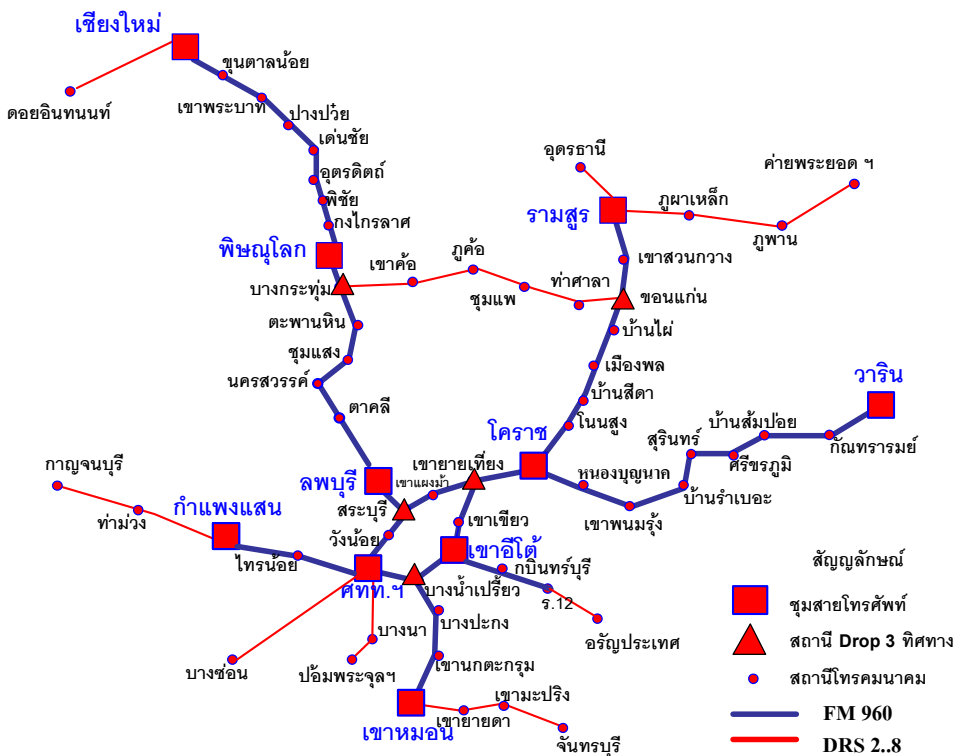 เชียงใหม่
ขุนตาลน้อย
ดอยอินทนนท์
เขาพระบาท
ปางปวัย
เด่นชัย
อุตรดิตถ์
พิชัย
กงไกรลาศ
พิษณุโลก
บางกระทุ่ม
เขาค้อ
ภูค้อ
ชุมแพ
ท่าศาลา
อุดรธานี
ค่ายพระยอด ฯ
รามสูร
ภูผาเหล็ก
ภูพาน
เขาสวนกวาง
ขอนแก่น
ตะพานหิน
บ้านไผ่
ชุมแสง
เมืองพล
นครสวรรค์
บ้านสีดา
วาริน
ตาคลี
โนนสูง
บ้านส้มป่อย
สุรินทร์
กัณทรารมย์
ศรีขรภูมิ
โคราช
กาญจนบุรี
ท่าม่วง
ลพบุรี
เขายายเที่ยง
เขาแผงม้า
หนองบุญนาค
บ้านรำเบอะ
กำแพงแสน
สระบุรี
เขาพนมรุ้ง
วังน้อย
เขาเขียว
ไทรน้อย
เขาอีโต้
ศทท.ฯ
กบินทร์บุรี
บางน้ำเปรี้ยว
ร.12
บางปะกง
อรัญประเทศ
บางนา
บางซ่อน
ป้อมพระจุลฯ
เขานกตะกรุม
เขามะปริง
เขาหมอน
เขายายดา
จันทรบุรี
สัญญลักษณ์
ชุมสายโทรศัพท์
สถานี Drop 3 ทิศทาง
สถานีโทรคมนาคม
FM 960
DRS 2..8